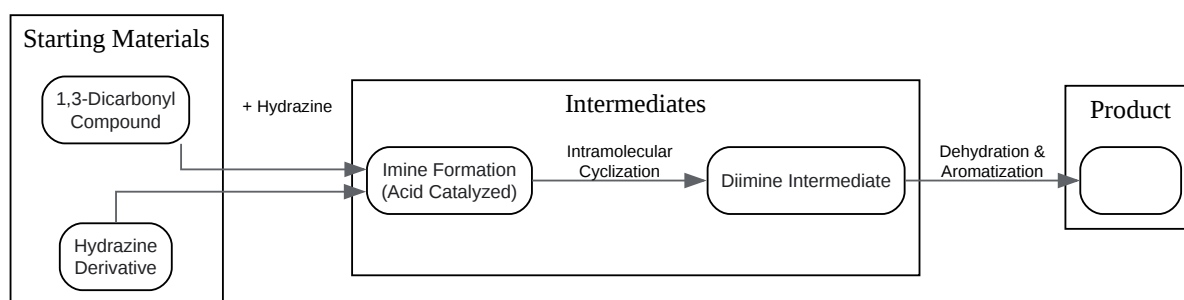 Starting Materials
1,3-Dicarbonyl
Compound
Hydrazine
Derivative
+ Hydrazine
Intermediates
Imine Formation
(Acid Catalyzed)
Intramolecular
Cyclization
Diimine Intermediate
Dehydration &
Aromatization
Product